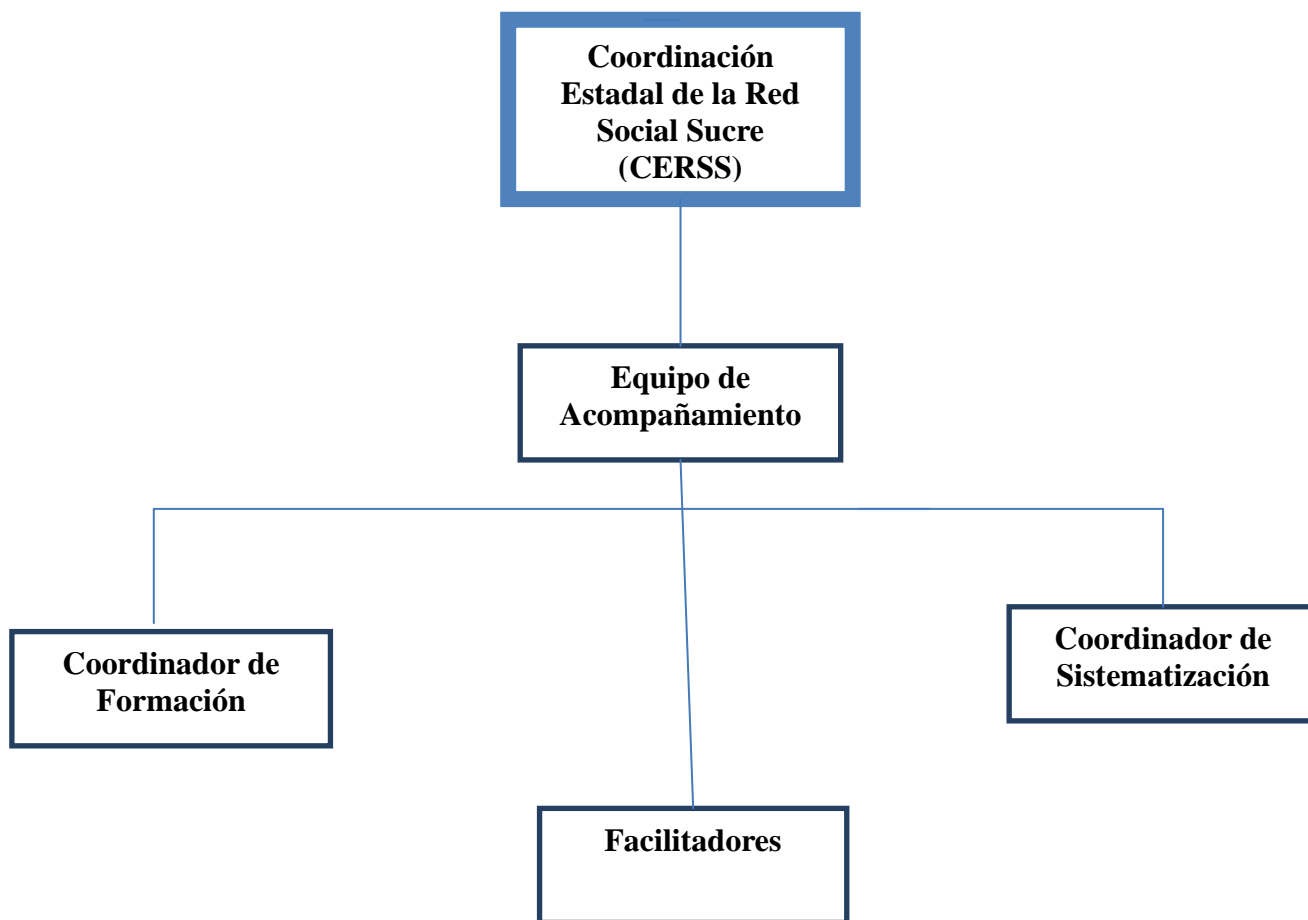 Coordinación
Estadal de la Red
Social Sucre
(CERSS)
Equipo de
Acompañamiento
Coordinador de
Formación
Coordinador de
Sistematización
Facilitadores